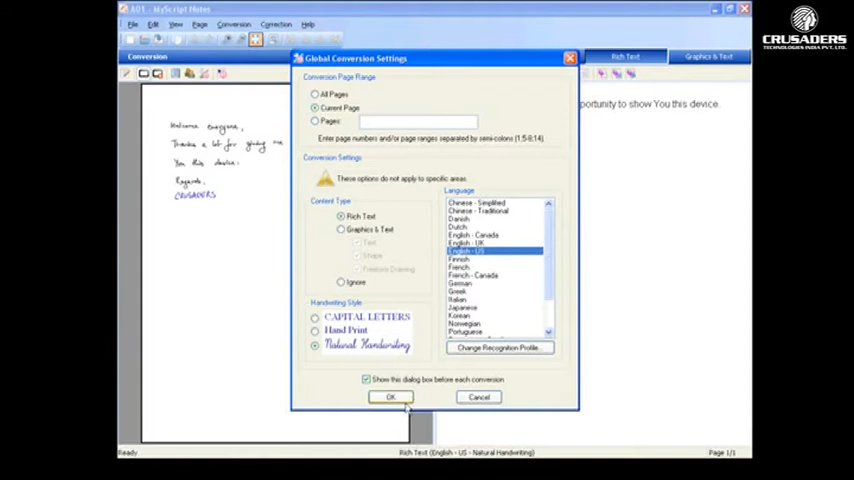 A01 - MyScript Notes
File Edit View Page Conversion Correction Help
CRUSADERS
TECHNOLOGIES INDIA PVT. LTD.
Conversion
Rich Text
Graphics & Text
Welcome everyone,
Thanks a lot for giving me
You this device.
Regards,
CRUSADERS
portunity to show You this device.
Global Conversion Settings
Conversion Page Range
All Pages
Current Page
Pages:
Enter page numbers and/or page ranges separated by semi-colons (1;5-8;14)
Conversion Settings
These options do not apply to specific areas.
Content Type
Rich Text
Graphics & Text
Text
Shape
Freeform Drawing
Ignore
Handwriting Style
CAPITAL LETTERS
Hand Print
Natural Handwriting
Language
Chinese - Simplified
Chinese - Traditional
Danish
Dutch
English - Canada
English - UK
English - US
Finnish
French
French - Canada
German
Greek
Italian
Japanese
Korean
Norwegian
Portuguese
Change Recognition Profile...
Show this dialog box before each conversion
OK
Cancel
Ready
Rich Text (English - US - Natural Handwriting)
Page 1/1